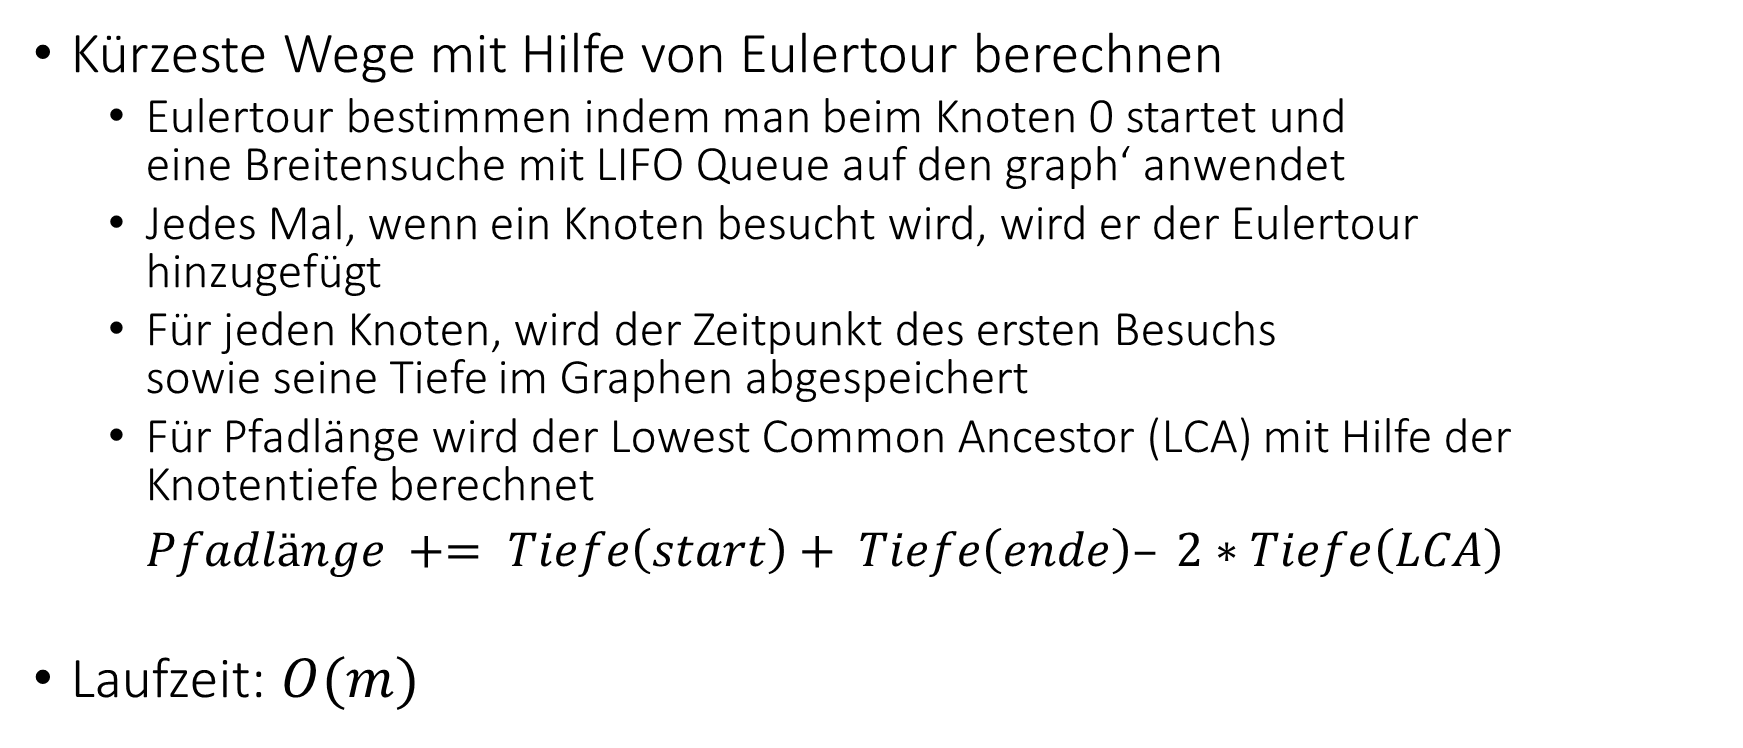 • Kürzeste Wege mit Hilfe von Eulertour berechnen
• Eulertour bestimmen indem man beim Knoten 0 startet und
eine Breitensuche mit LIFO Queue auf den graph‘ anwendet
• Jedes Mal, wenn ein Knoten besucht wird, wird er der Eulertour
hinzugefügt
• Für jeden Knoten, wird der Zeitpunkt des ersten Besuchs
sowie seine Tiefe im Graphen abgespeichert
• Für Pfadlänge wird der Lowest Common Ancestor (LCA) mit Hilfe der
Knotentiefe berechnet
Pfadlänge += Tiefe(start) + Tiefe(ende)– 2 ∗ Tiefe(LCA)
• Laufzeit: O(m)